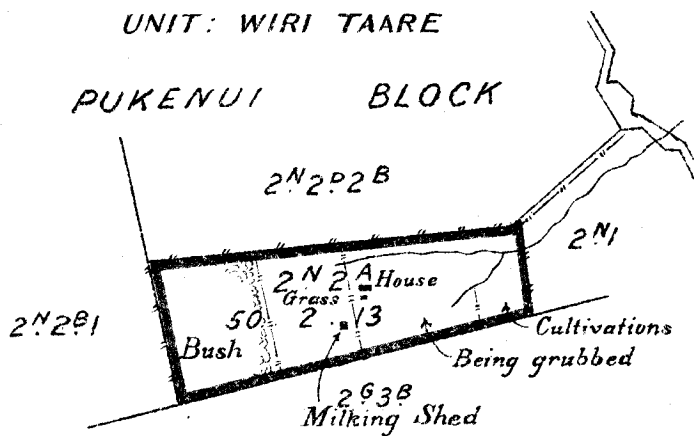 UNIT: WIRI TAARE
PUKENUI BLOCK
2N2D2B
2N1
2N2A House
Grass
2N2B1
50 2 13
Bush
Cultivations
Being grubbed
2G3B
Milking Shed